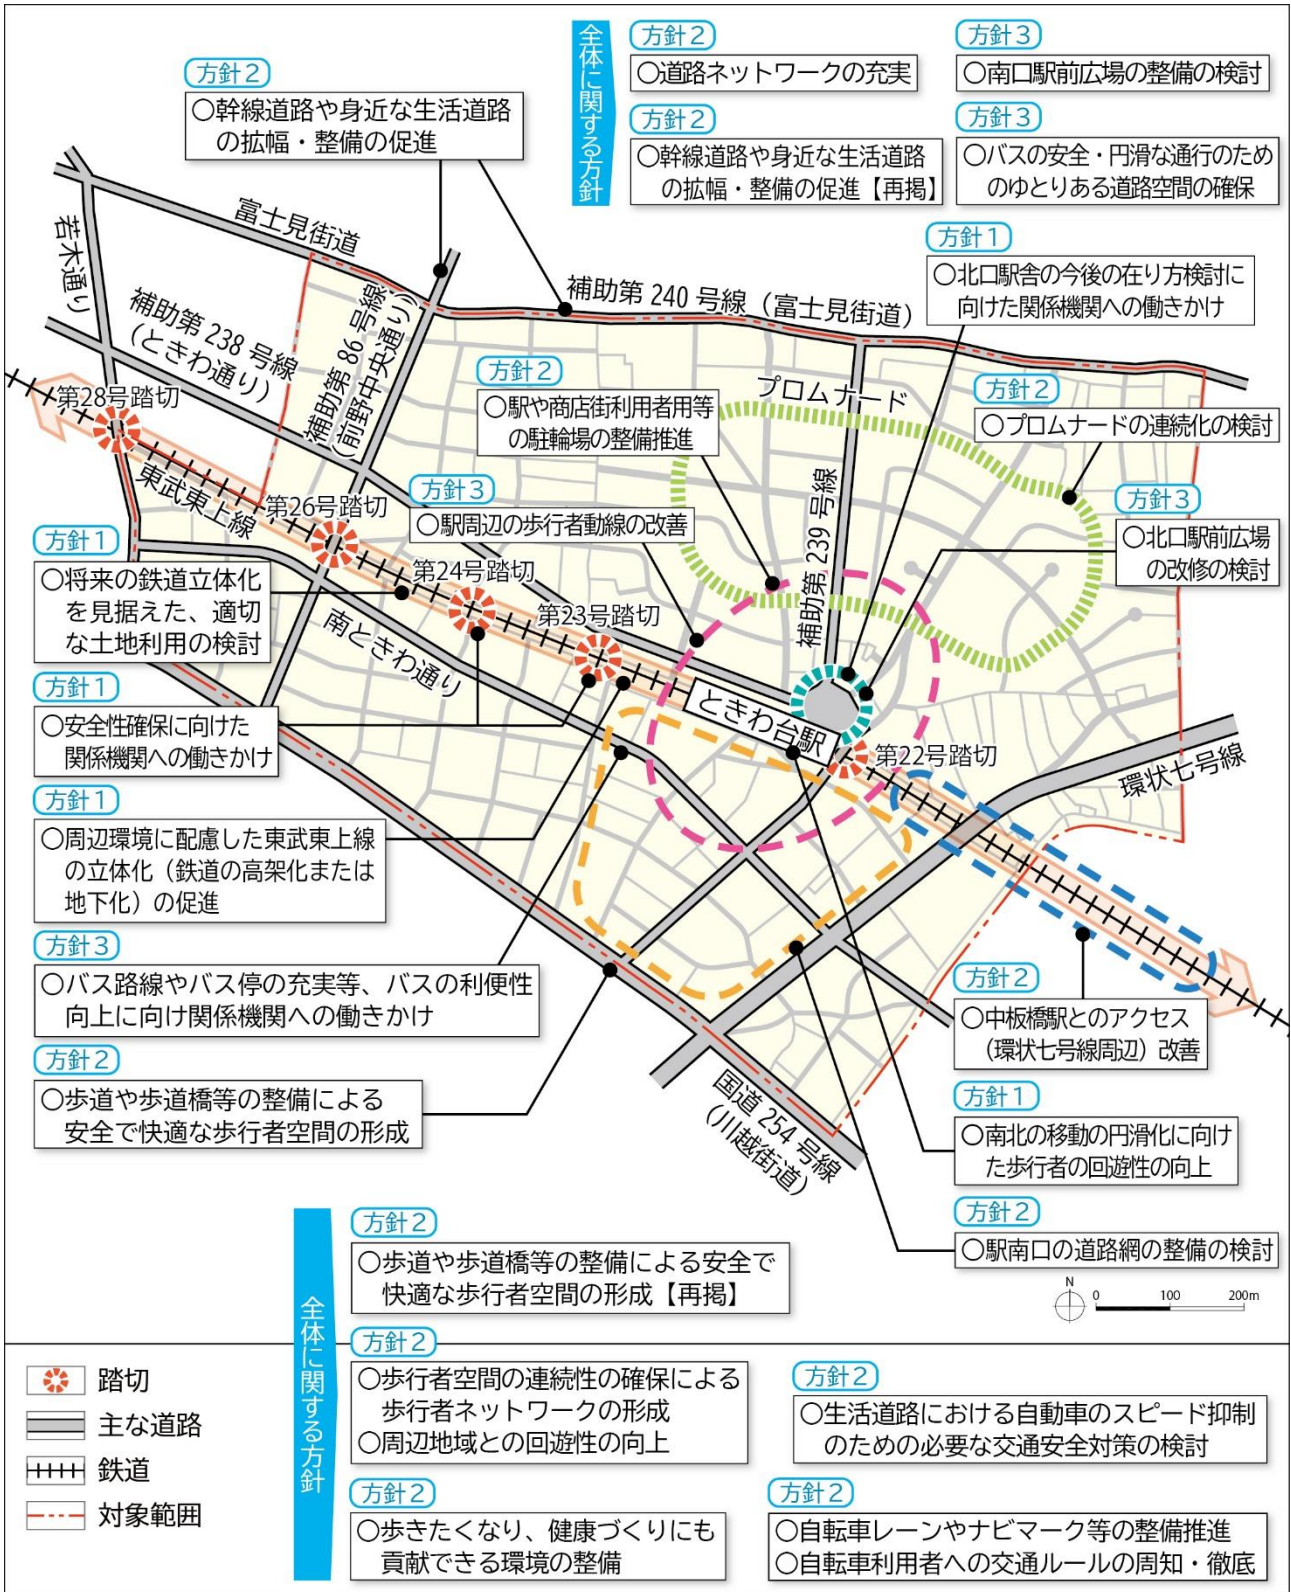 全体に関する方針
方針2
○道路ネットワークの充実
方針3
○南口駅前広場の整備の検討
方針2
○幹線道路や身近な生活道路
の拡幅・整備の促進【再掲】
方針3
○バスの安全・円滑な通行のため
のゆとりある道路空間の確保
方針2
○幹線道路や身近な生活道路
の拡幅・整備の促進
方針1
○北口駅舎の今後の在り方検討に
向けた関係機関への働きかけ
富士見街道
若木通り
補助第 238 号線
(ときわ通り)
補助第 86 号線
(前野中央通り)
補助第 240 号線(富士見街道)
方針2
○駅や商店街利用者用等
の駐輪場の整備推進
プロムナード
方針2
○プロムナードの連続化の検討
第28号踏切
東武東上線
第26号踏切
方針3
○駅周辺の歩行者動線の改善
補助第 239 号線
方針3
○北口駅前広場
の改修の検討
方針1
○将来の鉄道立体化
を見据えた、適切
な土地利用の検討
第24号踏切
第23号踏切
南ときわ通り
ときわ台駅
第22号踏切
環状七号線
方針1
○安全性確保に向けた
関係機関への働きかけ
方針1
○周辺環境に配慮した東武東上線
の立体化(鉄道の高架化または
地下化)の促進
方針3
○バス路線やバス停の充実等、バスの利便性
向上に向け関係機関への働きかけ
方針2
○歩道や歩道橋等の整備による
安全で快適な歩行者空間の形成
国道 254 号線
(川越街道)
方針2
○中板橋駅とのアクセス
(環状七号線周辺)改善
方針1
○南北の移動の円滑化に向け
た歩行者の回遊性の向上
方針2
○駅南口の道路網の整備の検討
N
0 100 200m
全体に関する方針
方針2
○歩道や歩道橋等の整備による安全で
快適な歩行者空間の形成【再掲】
方針2
○歩行者空間の連続性の確保による
歩行者ネットワークの形成
○周辺地域との回遊性の向上
方針2
○生活道路における自動車のスピード抑制
のための必要な交通安全対策の検討
方針2
○歩きたくなり、健康づくりにも
貢献できる環境の整備
方針2
○自転車レーンやナビマーク等の整備推進
○自転車利用者への交通ルールの周知・徹底
踏切
主な道路
鉄道
対象範囲